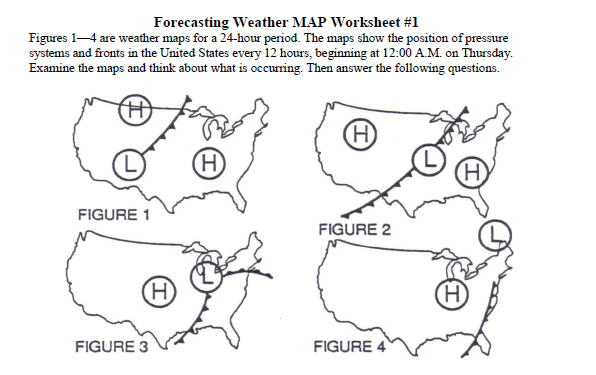 Forecasting Weather MAP Worksheet #1
Figures 1—4 are weather maps for a 24-hour period. The maps show the position of pressure
systems and fronts in the United States every 12 hours, beginning at 12:00 A.M. on Thursday.
Examine the maps and think about what is occurring. Then answer the following questions.
H
L
H
FIGURE 1
H
L
H
FIGURE 2
L
H
FIGURE 3
L
H
FIGURE 4